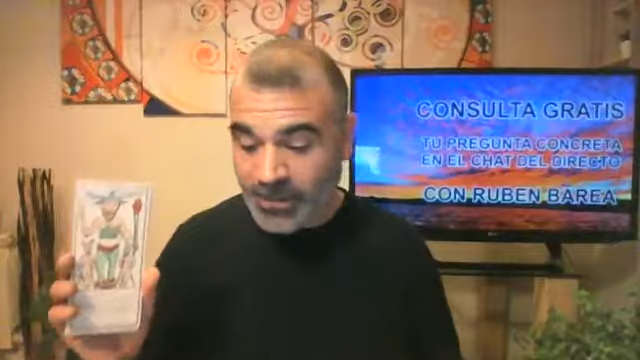 CONSULTA GRATIS
TU PREGUNTA CONCRETA
EN EL CHAT DEL DIRECTO
CON RUBEN BAREA